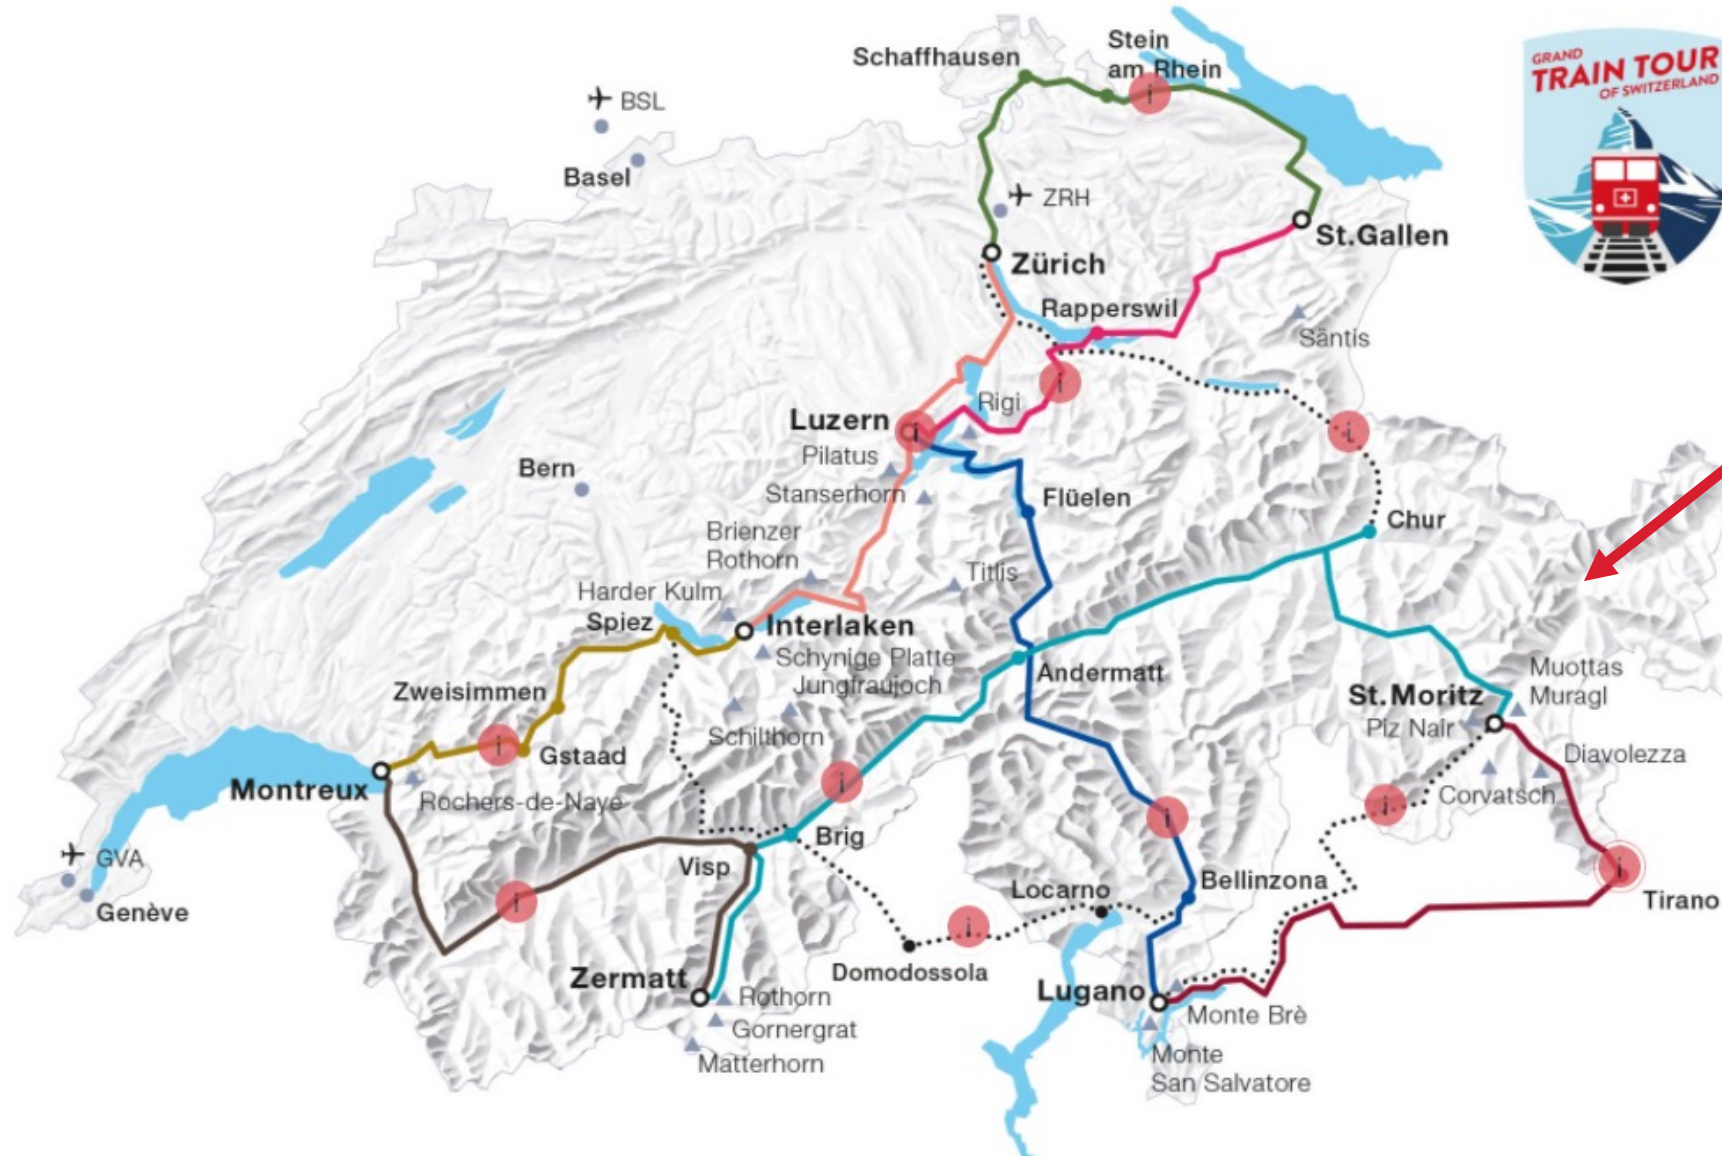 GRAND
TRAIN TOUR
OF SWITZERLAND
Stein
am Rhein
Schaffhausen
BSL
Basel
ZRH
St.Gallen
Zürich
Rapperswil
Säntis
Rigi
Luzern
Pilatus
Bern
Stanserhorn
Flüelen
Chur
Brienzer
Rothorn
Titlis
Harder Kulm
Spiez
Interlaken
Schynige Platte
Jungfraujoch
Andermatt
Muottas
Muragl
St.Moritz
Piz Nair
Zweisimmen
Schilthorn
Gstaad
Diavolezza
Corvatsch
Montreux
Rochers-de-Naye
Brig
GVA
Visp
Genève
Locarno
Bellinzona
Tirano
Domodossola
Zermatt
Lugano
Rothorn
Gornergrat
Monte Brè
Matterhorn
Monte
San Salvatore
i
i
i
i
i
i
i
i
i
i
i